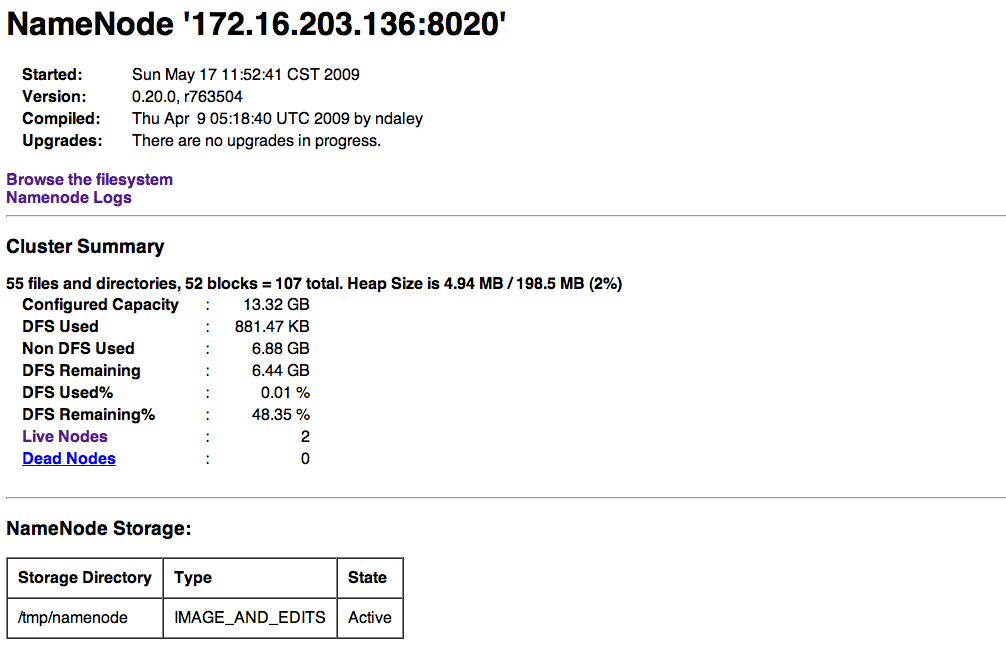 NameNode '172.16.203.136:8020'
Started: Sun May 17 11:52:41 CST 2009
Version: 0.20.0, r763504
Compiled: Thu Apr  9 05:18:40 UTC 2009 by ndaley
Upgrades: There are no upgrades in progress.
Browse the filesystem
Namenode Logs
Cluster Summary
55 files and directories, 52 blocks = 107 total. Heap Size is 4.94 MB / 198.5 MB (2%)
Configured Capacity : 13.32 GB
DFS Used : 881.47 KB
Non DFS Used : 6.88 GB
DFS Remaining : 6.44 GB
DFS Used% : 0.01 %
DFS Remaining% : 48.35 %
Live Nodes : 2
Dead Nodes : 0
NameNode Storage:
Storage Directory Type State
/tmp/namenode IMAGE_AND_EDITS Active